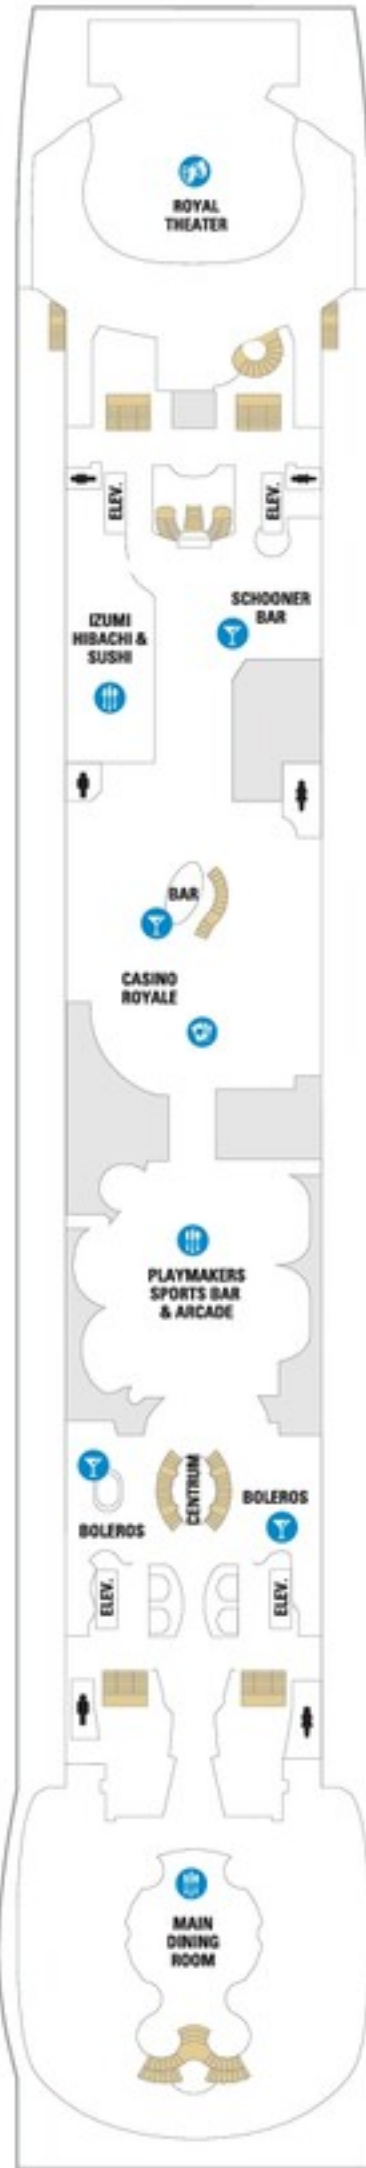 ROYAL
THEATER
ELEV.
ELEV.
SCHOONER
BAR
IZUMI
HIBACHI &
SUSHI
BAR
CASINO
ROYALE
PLAYMAKERS
SPORTS BAR
& ARCADE
CENTRUM
BOLEROS
BOLEROS
ELEV.
ELEV.
MAIN
DINING
ROOM